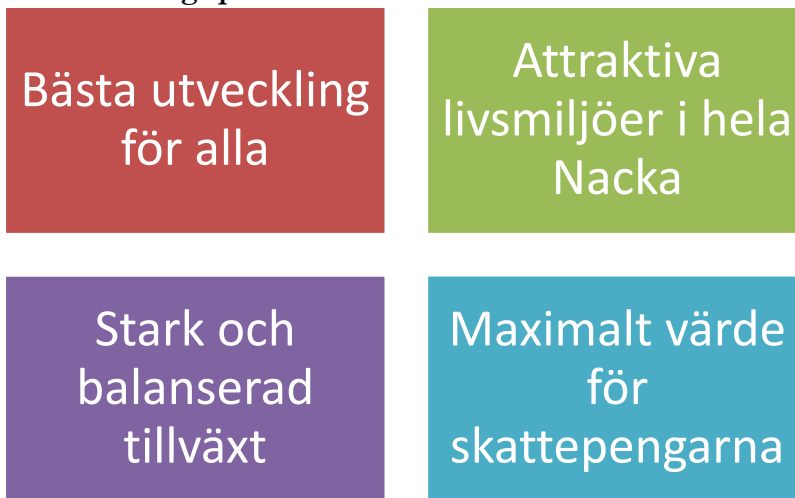 Bästa utveckling
för alla
Attraktiva
livsmiljöer i hela
Nacka
Stark och
balanserad
tillväxt
Maximalt värde
för
skattepengarna